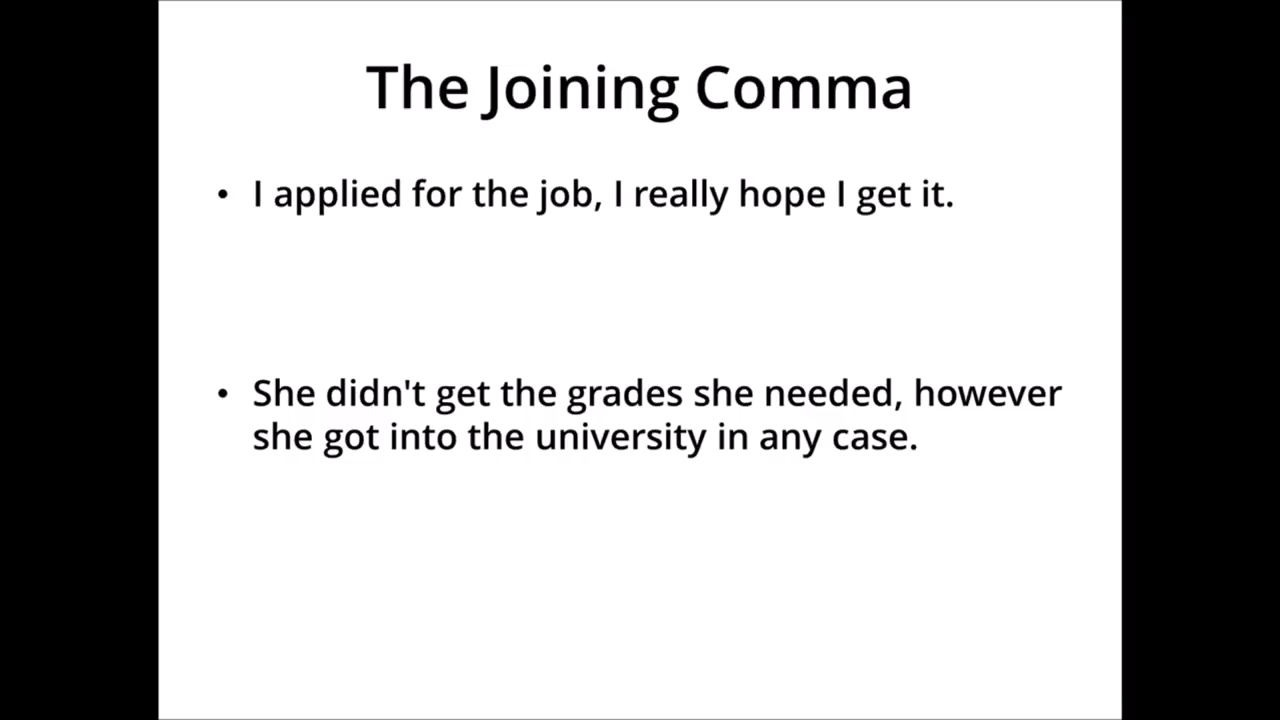 The Joining Comma
• I applied for the job, I really hope I get it.
• She didn't get the grades she needed, however
she got into the university in any case.